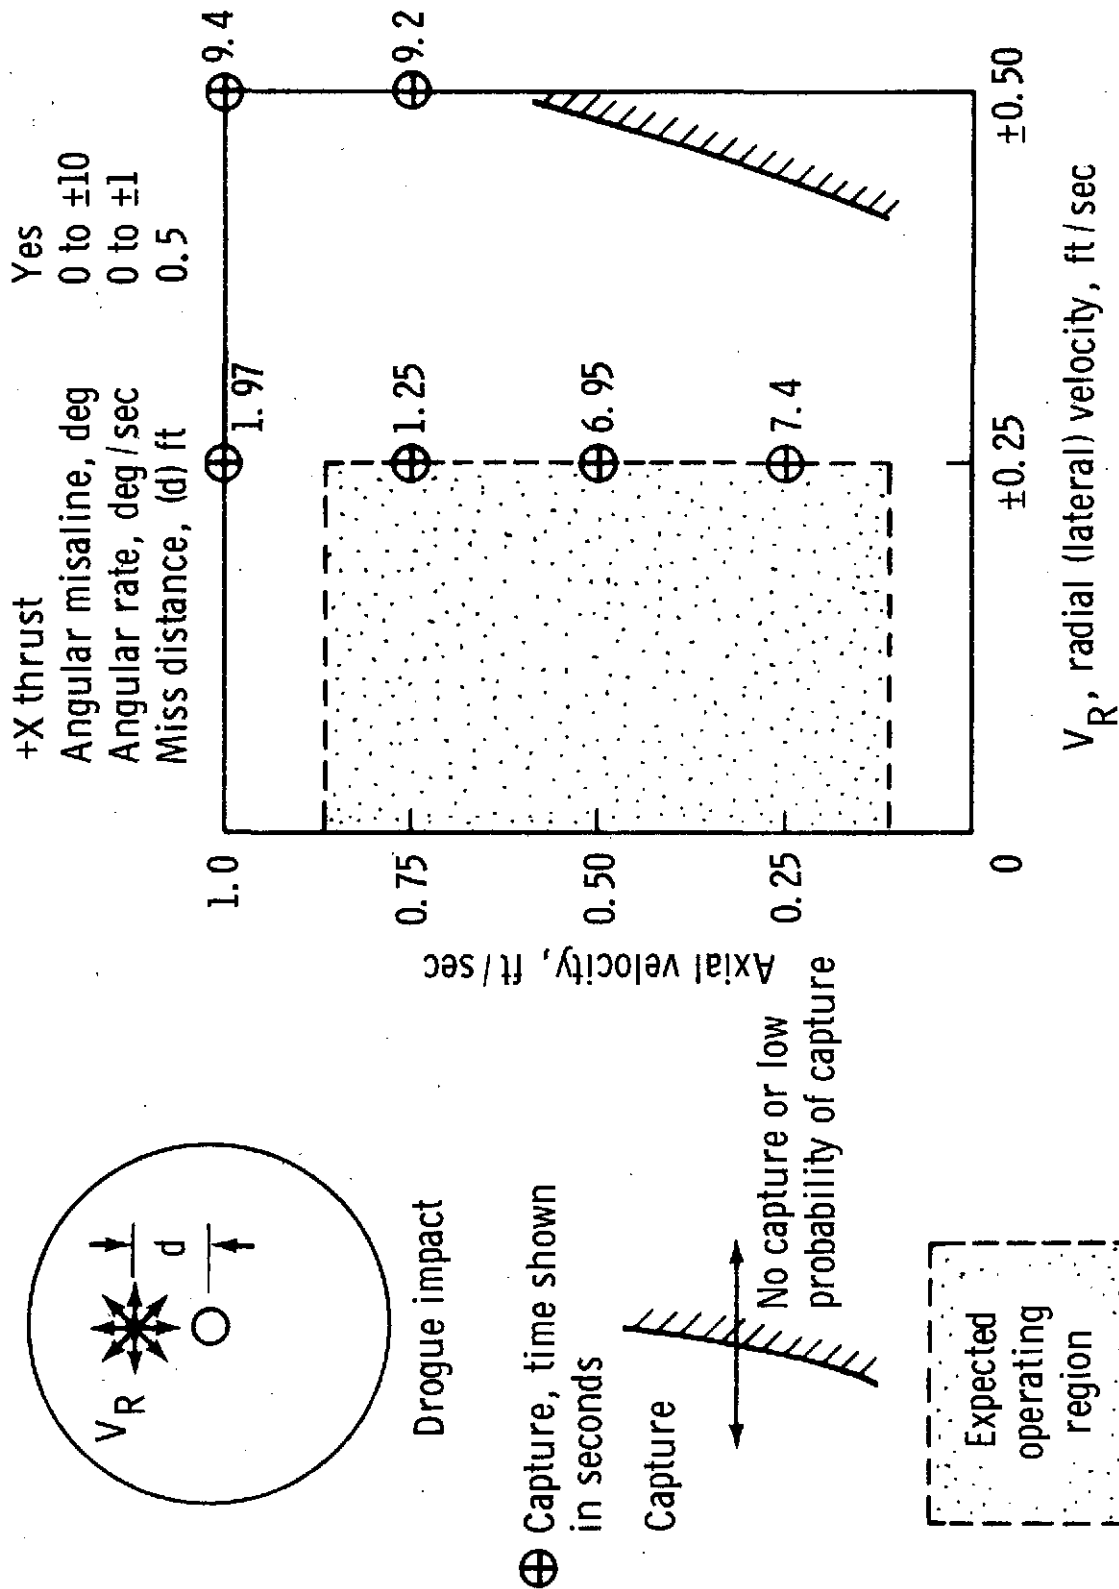 +X thrust Yes
Angular misaline, deg 0 to ±10
Angular rate, deg/sec 0 to ±1
Miss distance, (d) ft 0.5
V_R
d
Drogue impact
⊕ Capture, time shown
in seconds
Capture
No capture or low
probability of capture
Expected
operating
region
Axial velocity, ft/sec
1.0
0.75
0.50
0.25
0
1.97
1.25
6.95
7.4
9.4
9.2
±0.25
±0.50
V_R, radial (lateral) velocity, ft/sec